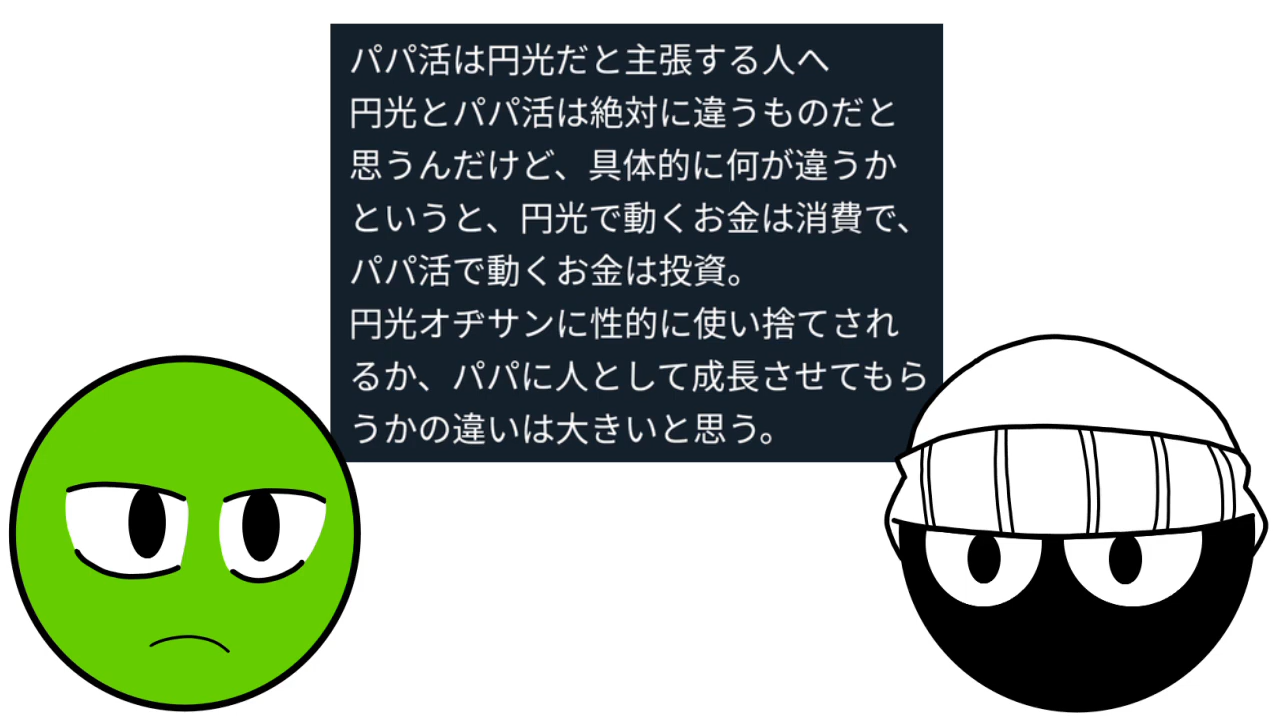 パパ活は円光だと主張する人へ
円光とパパ活は絶対に違うものだと
思うんだけど、具体的に何が違うか
というと、円光で動くお金は消費で、
パパ活で動くお金は投資。
円光オヂサンに性的に使い捨てされ
るか、パパに人として成長させてもら
うかの違いは大きいと思う。